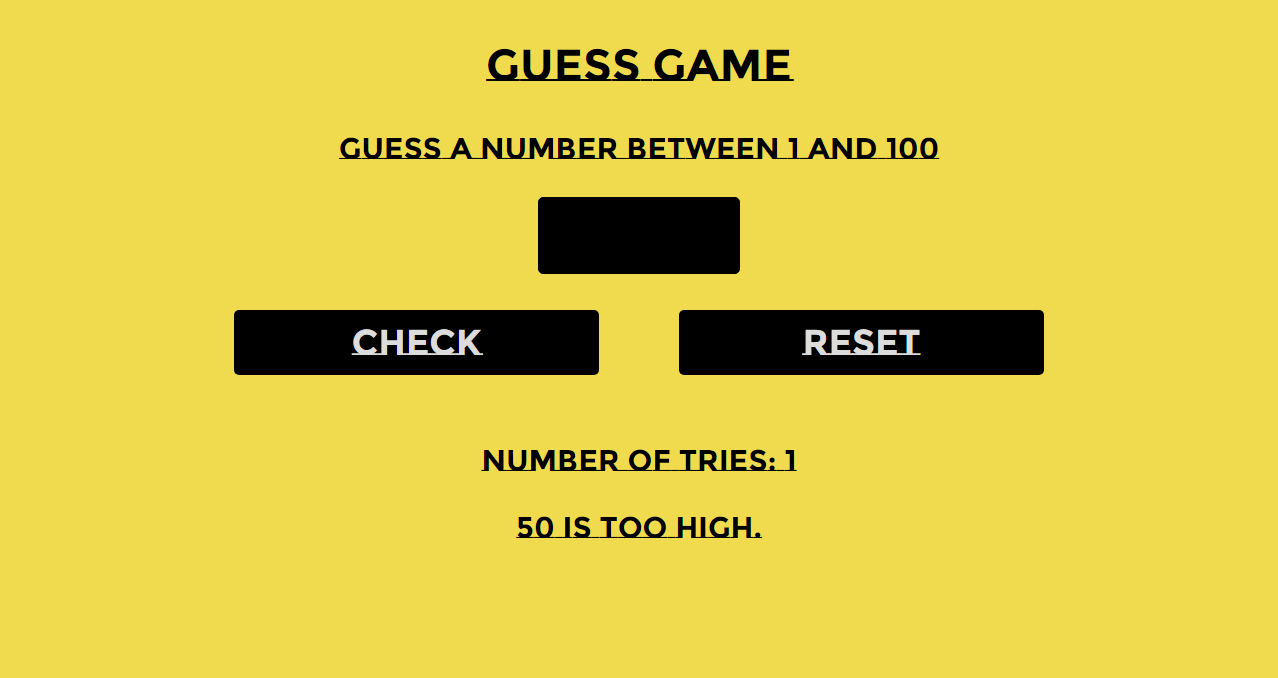 GUESS GAME
GUESS A NUMBER BETWEEN 1 AND 100
CHECK
RESET
NUMBER OF TRIES: 1
50 IS TOO HIGH.